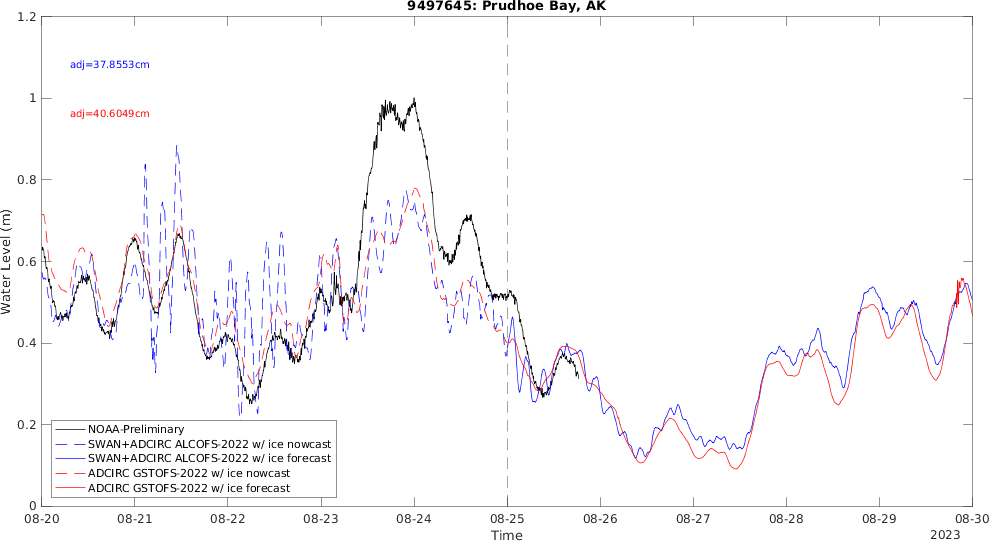 9497645: Prudhoe Bay, AK
1.2
1
0.8
0.6
0.4
0.2
0
Water Level (m)
adj=37.8553cm
adj=40.6049cm
NOAA-Preliminary
SWAN+ADCIRC ALCOFS-2022 w/ ice nowcast
SWAN+ADCIRC ALCOFS-2022 w/ ice forecast
ADCIRC GSTOFS-2022 w/ ice nowcast
ADCIRC GSTOFS-2022 w/ ice forecast
08-20 08-21 08-22 08-23 08-24 08-25 08-26 08-27 08-28 08-29 08-30
Time
2023